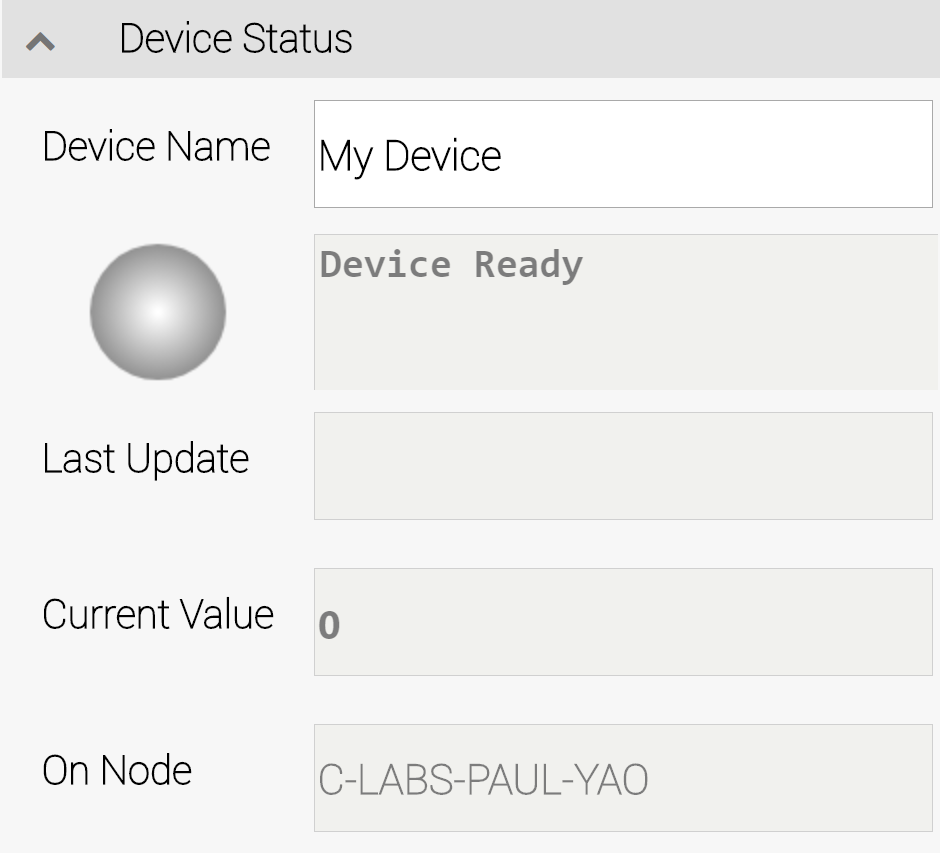 Device Status
Device Name
My Device
Device Ready
Last Update
Current Value
0
On Node
C-LABS-PAUL-YAO